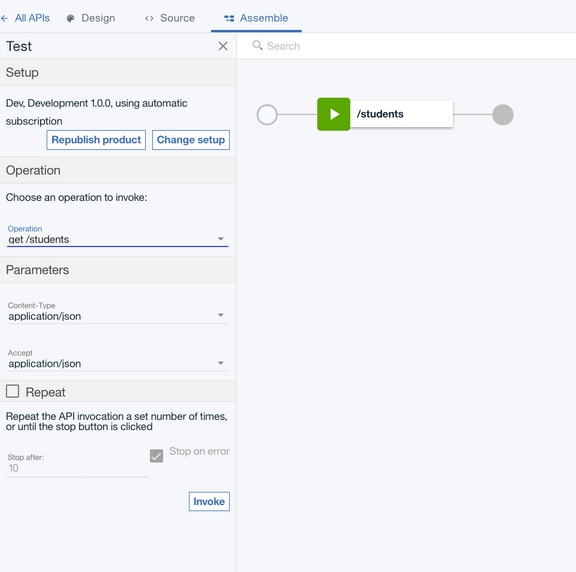 All APIs
Design
Source
Assemble
Test
Search
Setup
Dev, Development 1.0.0, using automatic
subscription
Republish product
Change setup
/students
Operation
Choose an operation to invoke:
Operation
get /students
Parameters
Content-Type
application/json
Accept
application/json
Repeat
Repeat the API invocation a set number of times,
or until the stop button is clicked
Stop after:
10
Stop on error
Invoke